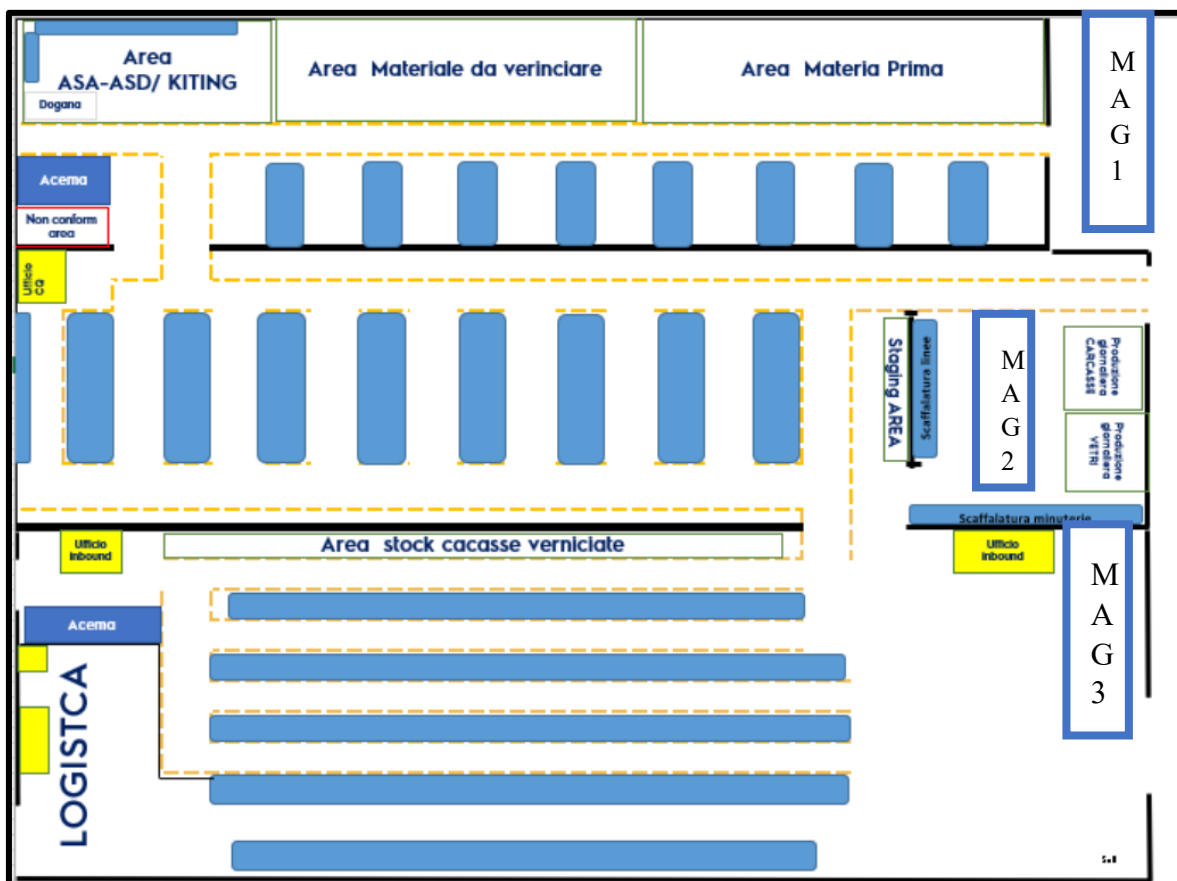 Area
ASA-ASD/ KITING
Dogana
Area Materiale da verinciare
Area Materia Prima
M
A
G
1
Acema
Non conform
area
Ufficio
CQ
Staging AREA
Scaffalatura linee
M
A
G
2
Produzione
giornaliera
CARCASSE
Produzione
giornaliera
VETRI
Scaffalatura minuterie
Ufficio
Inbound
Area stock cacasse verniciate
Ufficio
Inbound
M
A
G
3
Acema
LOGISTCA